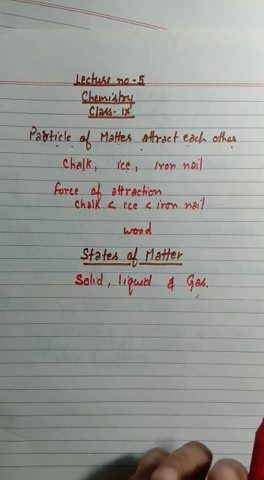 Lecture no-5
Chemistry
Class-IX
Particle of Matter attract each other
Chalk, ice, iron nail
Force of attraction
Chalk < ice < iron nail
wood
States of Matter
Solid, liquid & Gas.